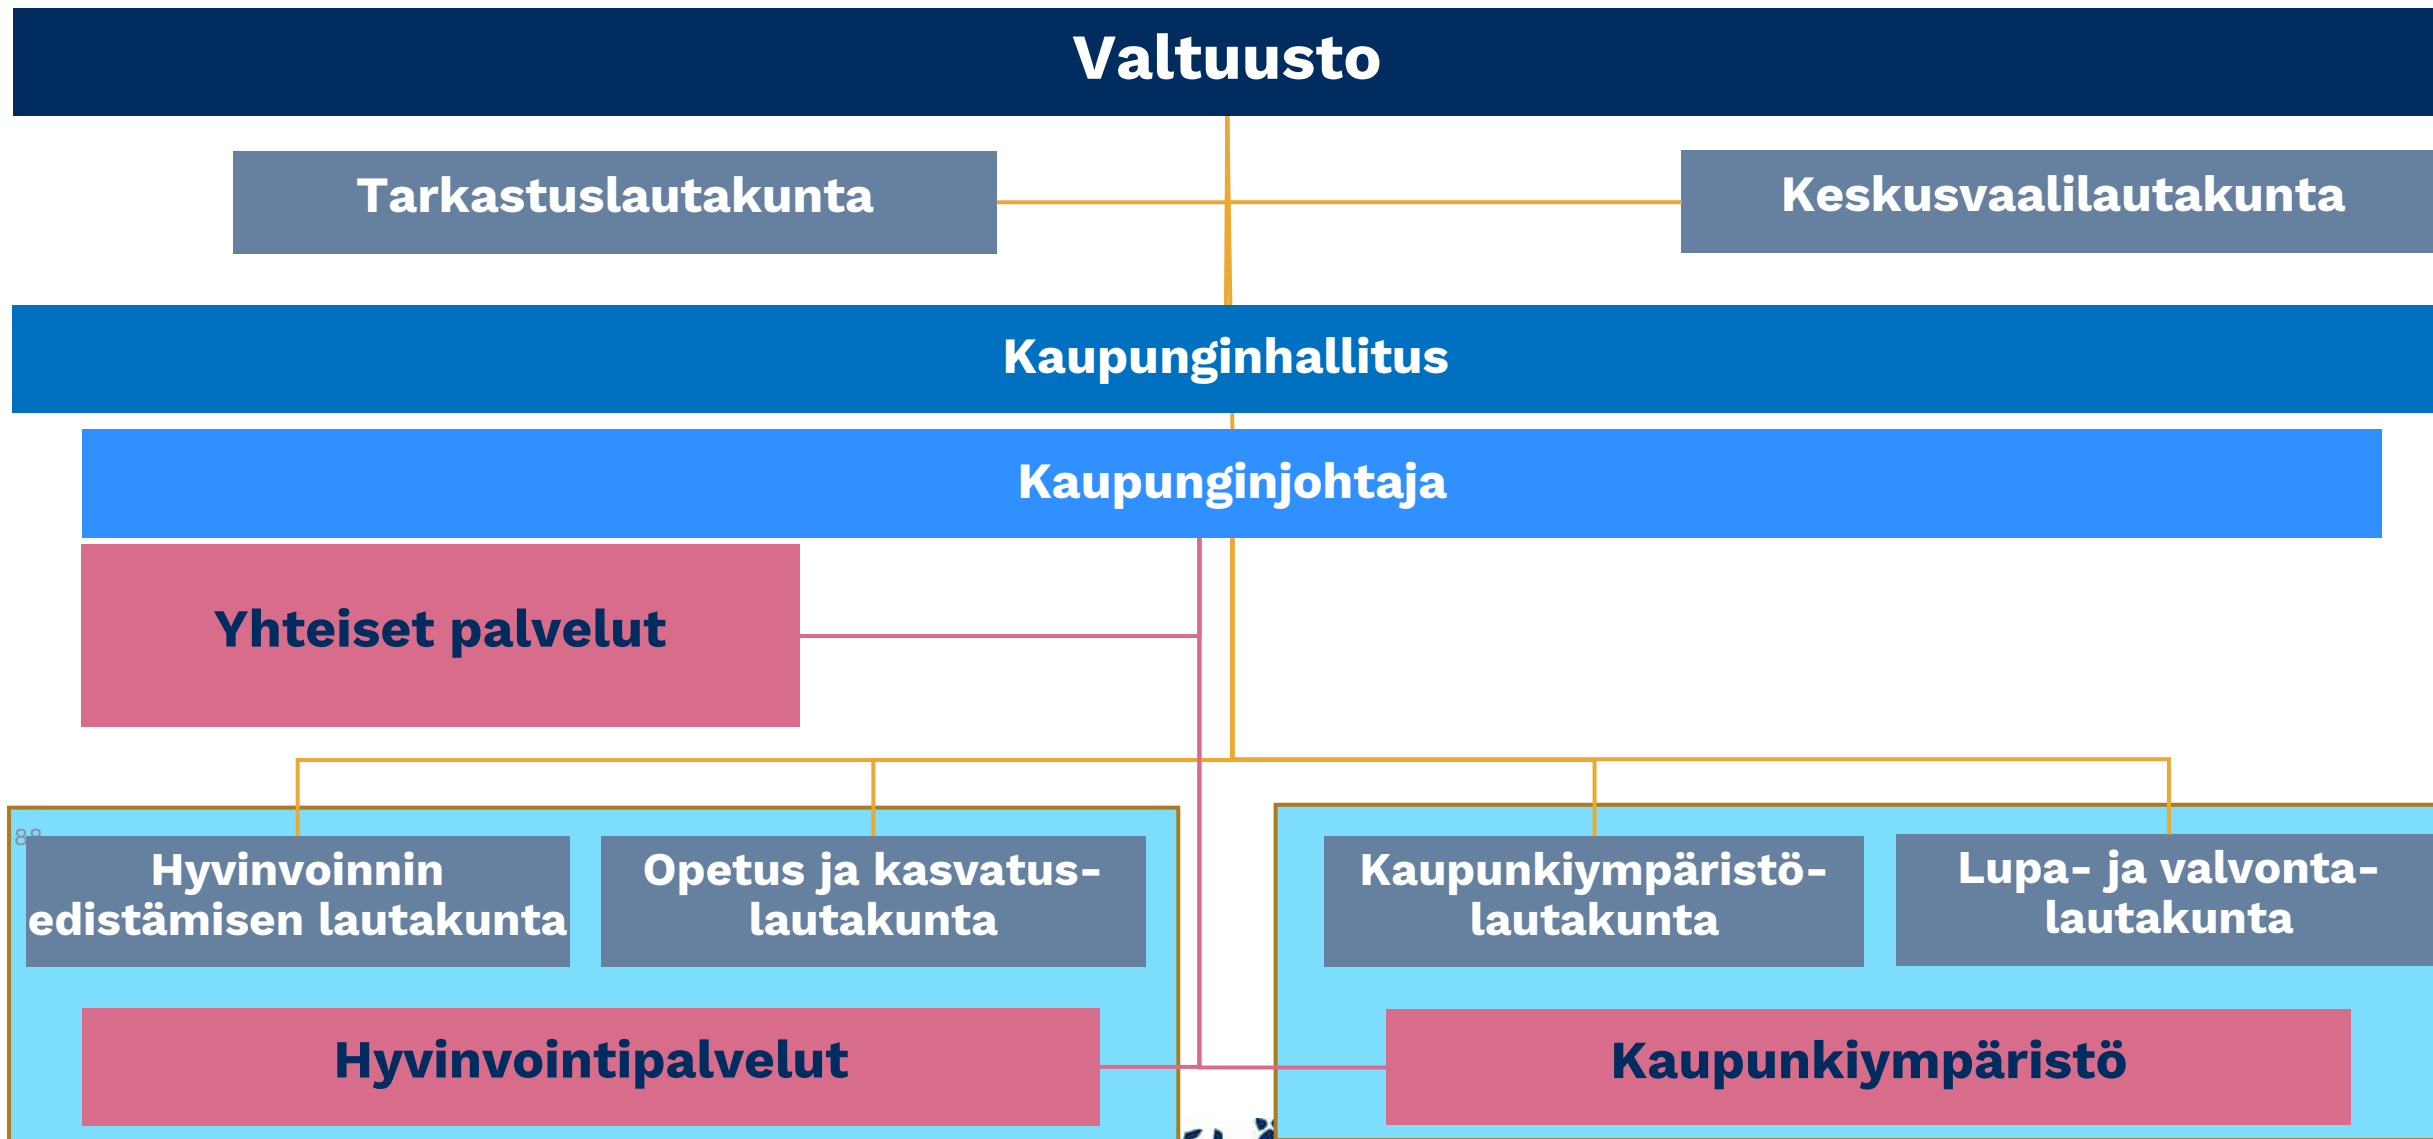 Valtuusto
Tarkastuslautakunta
Keskusvaalilautakunta
Kaupunginhallitus
Kaupunginjohtaja
Yhteiset palvelut
Hyvinvoinnin
edistämisen lautakunta
Opetus ja kasvatus-
lautakunta
Kaupunkiympäristö-
lautakunta
Lupa- ja valvonta-
lautakunta
Hyvinvointipalvelut
Kaupunkiympäristö